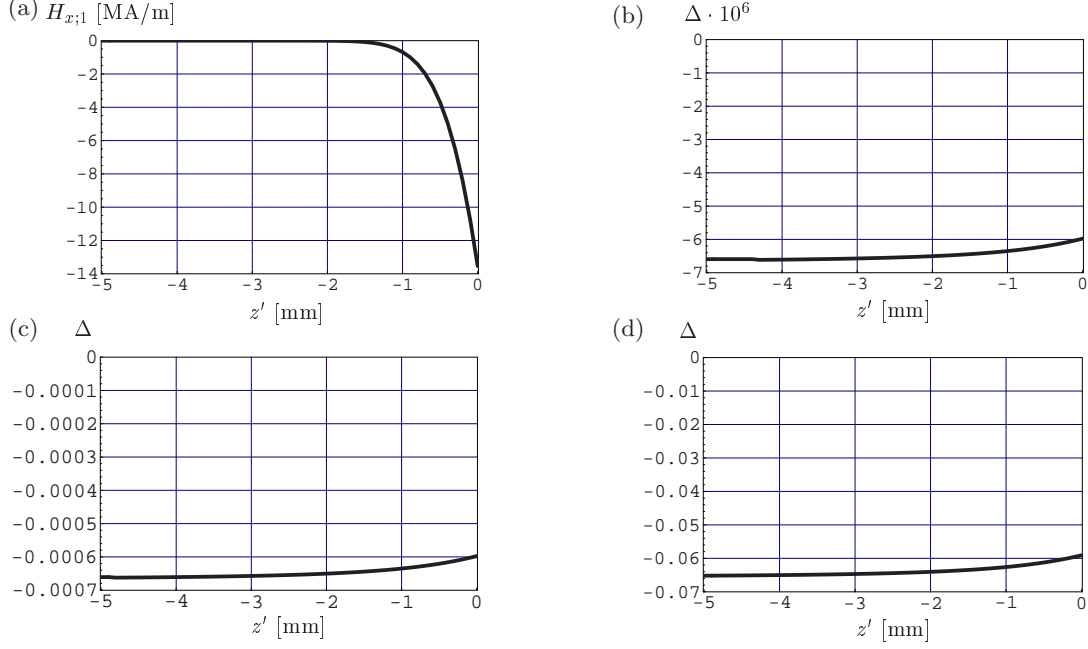 (a) H_{x;1} [MA/m]
0
-2
-4
-6
-8
-10
-12
-14
-5 -4 -3 -2 -1 0
z′ [mm]
(b) Δ · 10^6
0
-1
-2
-3
-4
-5
-6
-7
-5 -4 -3 -2 -1 0
z′ [mm]
(c) Δ
0
-0.0001
-0.0002
-0.0003
-0.0004
-0.0005
-0.0006
-0.0007
-5 -4 -3 -2 -1 0
z′ [mm]
(d) Δ
0
-0.01
-0.02
-0.03
-0.04
-0.05
-0.06
-0.07
-5 -4 -3 -2 -1 0
z′ [mm]